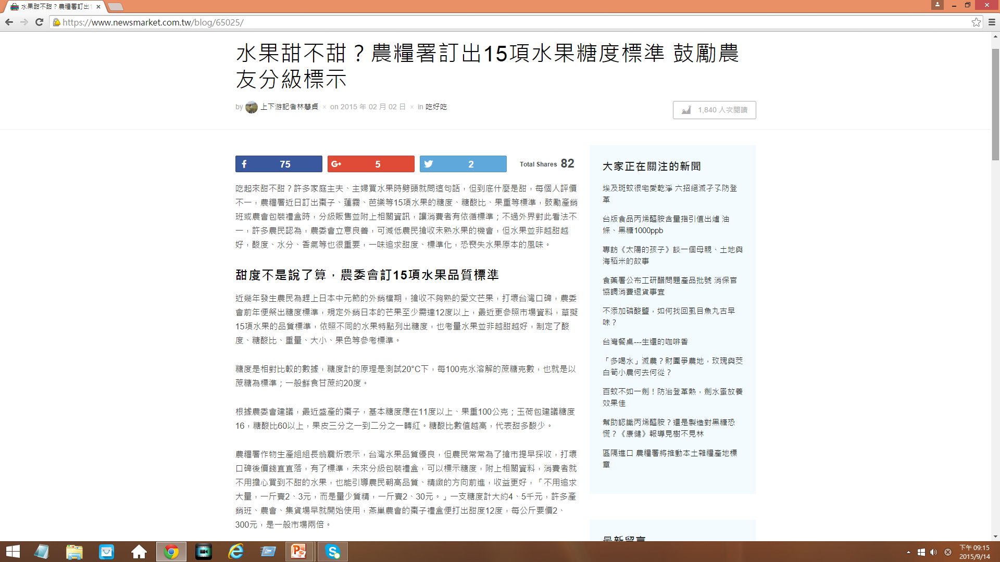 水果甜不甜？農糧署訂出1
https://www.newsmarket.com.tw/blog/65025/
水果甜不甜？農糧署訂出15項水果糖度標準 鼓勵農
友分級標示
by 上下游記者林慧貞 × on 2015 年 02 月 02 日 × in 吃好吃
1,840 人次閱讀
75
5
2
Total Shares 82
吃起來甜不甜？許多家庭主夫、主婦買水果時劈頭就問這句話，但到底什麼是甜，每個人評價
不一，農糧署近日訂出棗子、蓮霧、芭樂等15項水果的糖度、糖酸比、果重等標準，鼓勵產銷
班或農會包裝禮盒時，分級販售並附上相關資訊，讓消費者有依循標準；不過外界對此看法不
一，許多農民認為，農委會立意良善，可減低農民搶收未熟水果的機會，但水果並非越甜越
好，酸度、水分、香氣等也很重要，一味追求甜度、標準化，恐喪失水果原本的風味。
甜度不是說了算，農委會訂15項水果品質標準
近幾年發生農民為趕上日本中元節的外銷檔期，搶收不夠熟的愛文芒果，打壞台灣口碑，農委
會前年便祭出糖度標準，規定外銷日本的芒果至少需達12度以上，最近更參照市場資料，草擬
15項水果的品質標準，依照不同的水果特點列出糖度，也考量水果並非越甜越好，制定了酸
度、糖酸比、重量、大小、果色等參考標準。
糖度是相對比較的數據，糖度計的原理是測試20°C下，每100克水溶解的蔗糖克數，也就是以
蔗糖為標準；一般鮮食甘蔗約20度。
根據農委會建議，最近盛產的棗子，基本糖度應在11度以上、果重100公克；玉荷包建議糖度
16，糖酸比60以上，果皮三分之一到二分之一轉紅。糖酸比數值越高，代表甜多酸少。
農糧署作物生產組組長翁震炘表示，台灣水果品質優良，但農民常常為了搶市提早採收，打壞
口碑後價錢直直落，有了標準，未來分級包裝禮盒，可以標示糖度，附上相關資料，消費者就
不用擔心買到不甜的水果，也能引導農民朝高品質、精緻的方向前進，收益更好，「不用追求
大量，一斤賣2、3元，而是量少質精，一斤賣2、30元。」一支糖度計大約4、5千元，許多產
銷班、農會、集貨場早就開始使用，燕巢農會的棗子禮盒便打出甜度12度，每公斤要價2、
300元，是一般市場兩倍。
大家正在關注的新聞
埃及斑蚊很宅愛乾淨 六招絕滅孑孓防登
革
台版食品丙烯醯胺含量指引值出爐 油
條、黑糖1000ppb
專訪《太陽的孩子》談一個母親、土地與
海稻米的故事
食藥署公布工研醋問題產品批號 消保官
協調消費退貨事宜
不添加磷酸鹽，如何找回虱目魚丸古早
味？
台灣餐桌---生還的咖啡香
「多喝水」滅農？財團爭農地，玫瑰與茭
白筍小農何去何從？
百蚊不如一劍！防治登革熱，劍水蚤放養
效果佳
幫助認識丙烯醯胺？還是製造對黑糖恐
慌？《康健》報導見樹不見林
區隔進口 農糧署將推動本土雜糧產地標
章
最新留言
下午 09:15
2015/9/14